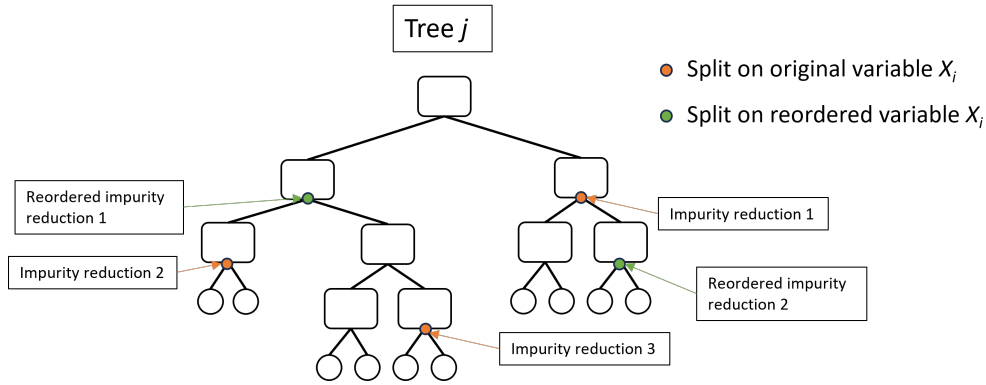 Tree j
Split on original variable Xi
Split on reordered variable Xi
Reordered impurity
reduction 1
Impurity reduction 1
Impurity reduction 2
Reordered impurity
reduction 2
Impurity reduction 3